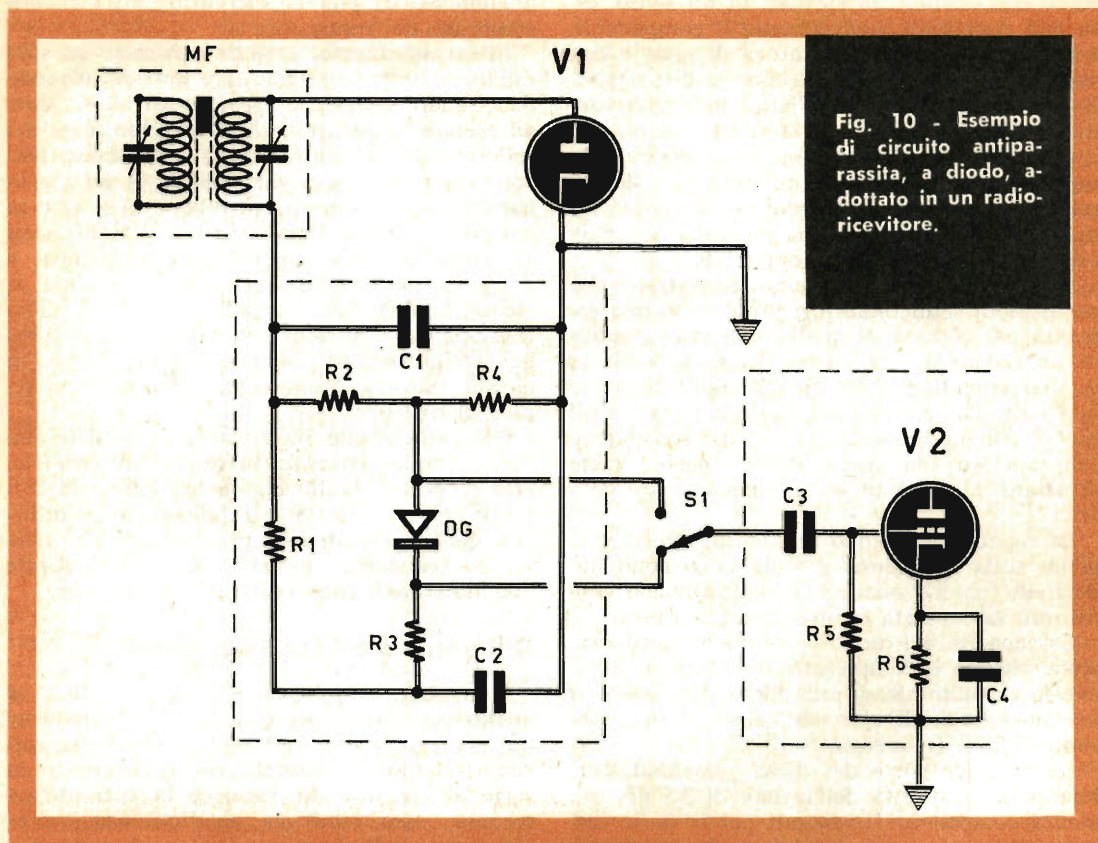 MF
V1
Fig. 10 - Esempio
di circuito antipa-
rassita, a diodo, a-
dottato in un radio-
ricevitore.
C1
R2
R4
V2
S1
C3
DG
R1
R5
R3
R6
C2
C4